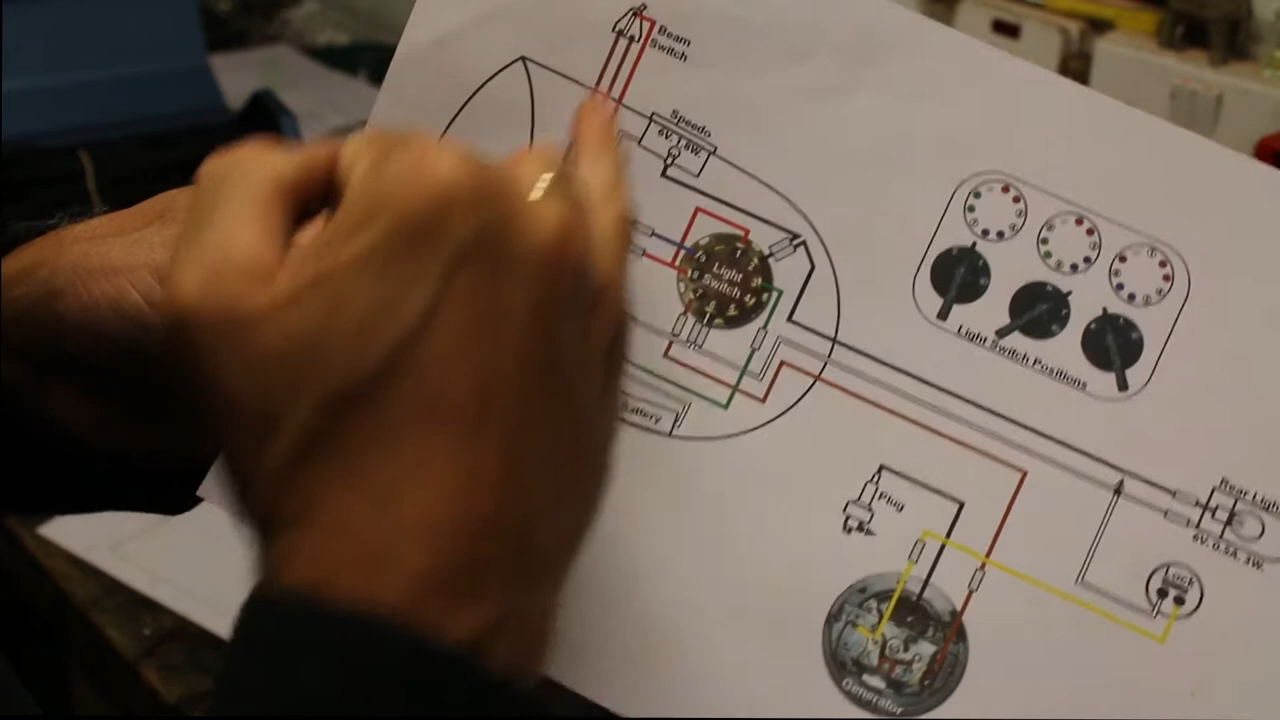 Beam
Switch
Speedo
6V. 1.8W.
Light
Switch
Battery
Light Switch Positions
Plug
Rear Light
6V. 0.5A. 3W.
Lock
Generator